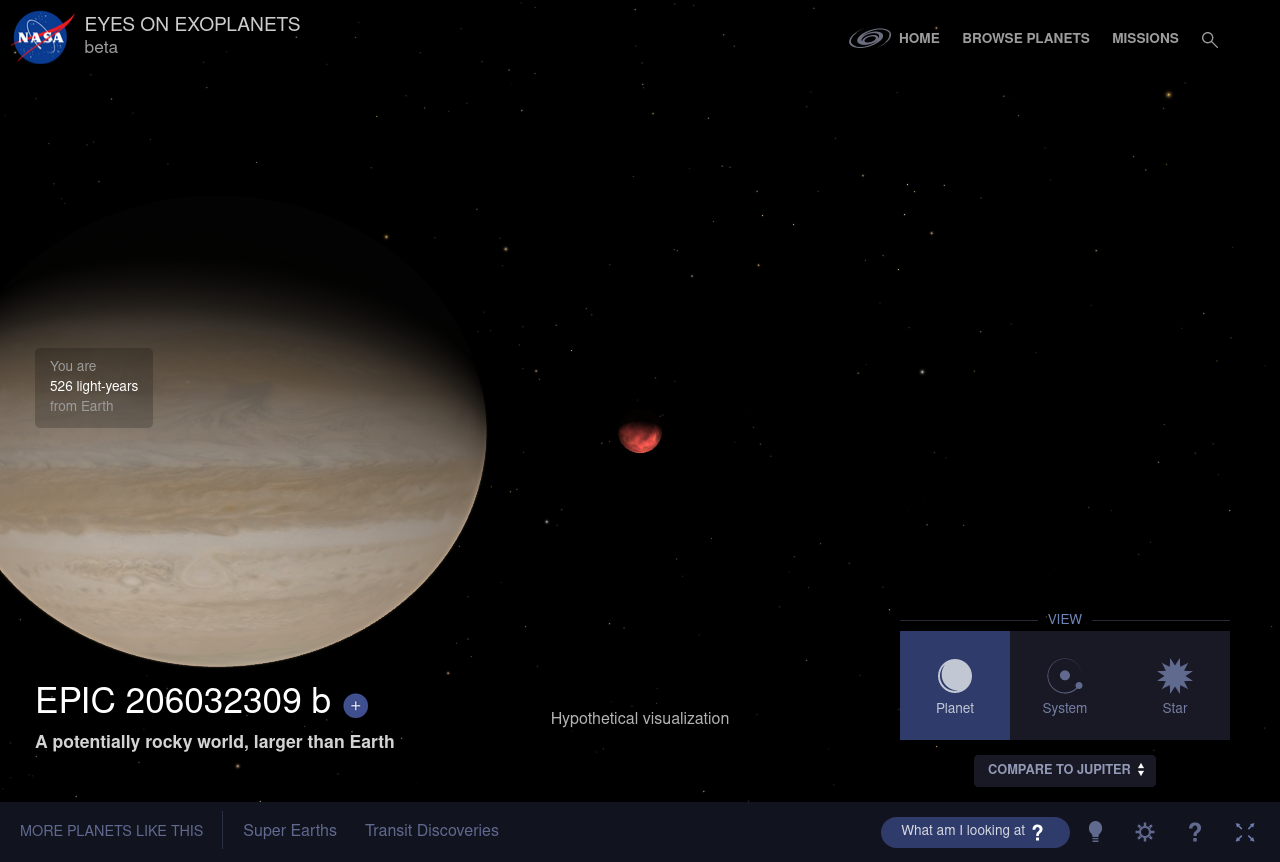 NASA
EYES ON EXOPLANETS
beta
HOME
BROWSE PLANETS
MISSIONS
You are
526 light-years
from Earth
VIEW
Planet
System
Star
EPIC 206032309 b +
A potentially rocky world, larger than Earth
Hypothetical visualization
COMPARE TO JUPITER
MORE PLANETS LIKE THIS
Super Earths
Transit Discoveries
What am I looking at ?
?